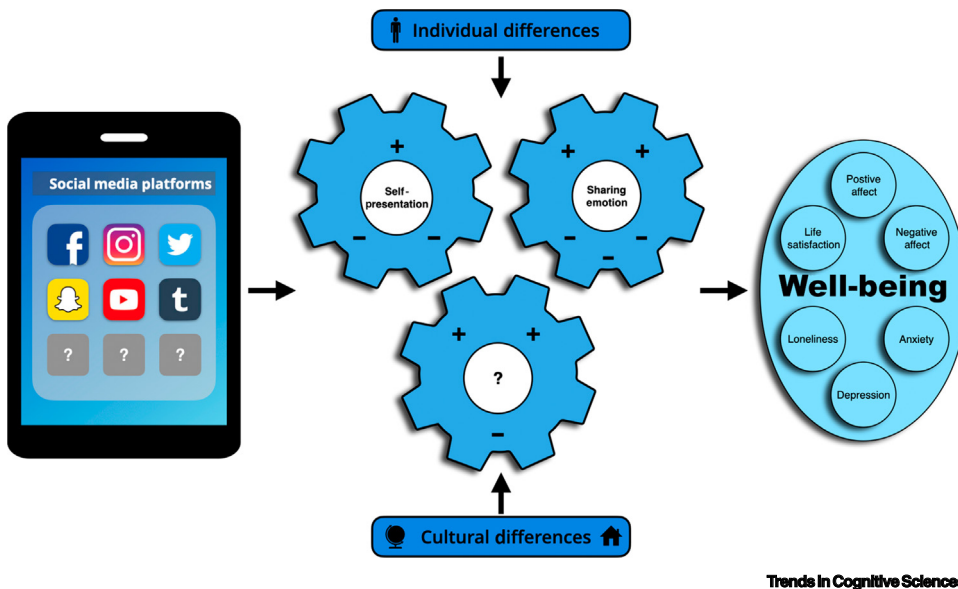 Individual differences
Social media platforms
f
t
?
?
?
+
Self-
presentation
−
−
+
+
Sharing
emotion
−
−
−
+
+
?
−
Postive
affect
Life
satisfaction
Negative
affect
Well-being
Loneliness
Anxiety
Depression
Cultural differences
Trends in Cognitive Sciences